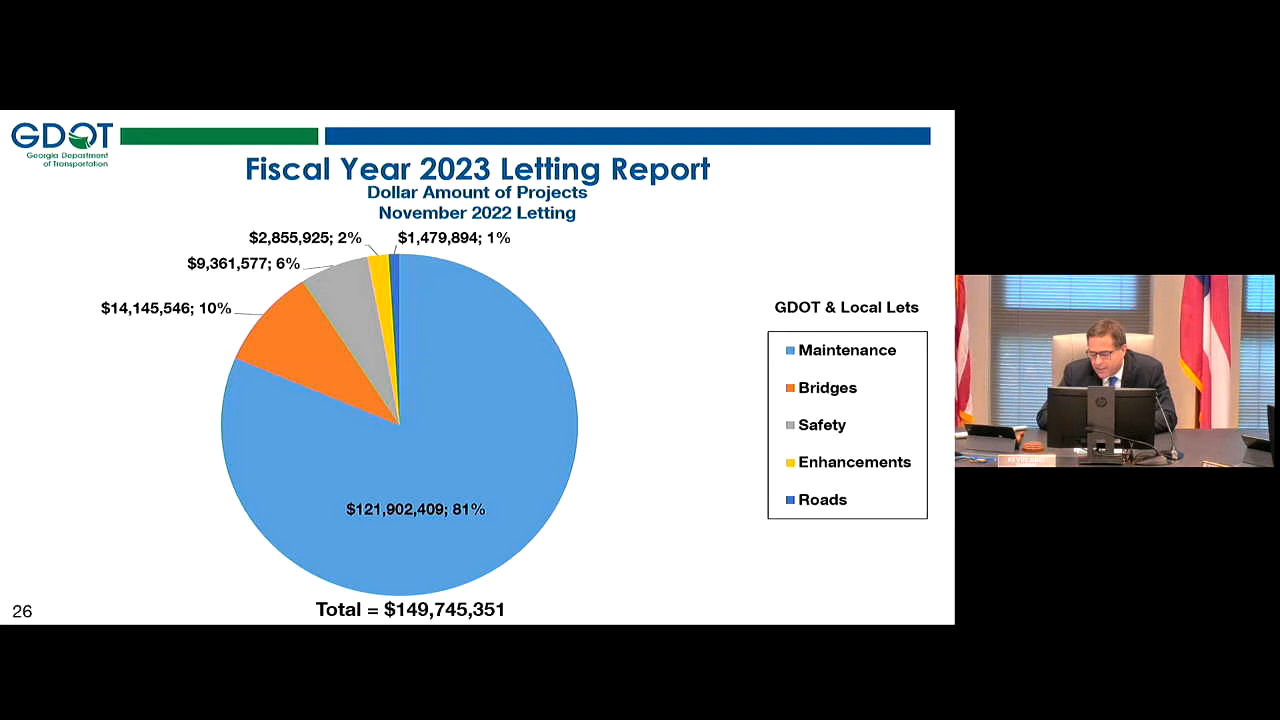 GDOT
Georgia Department
of Transportation
Fiscal Year 2023 Letting Report
Dollar Amount of Projects
November 2022 Letting
$2,855,925; 2%
$1,479,894; 1%
$9,361,577; 6%
$14,145,546; 10%
$121,902,409; 81%
GDOT & Local Lets
Maintenance
Bridges
Safety
Enhancements
Roads
Total = $149,745,351
26